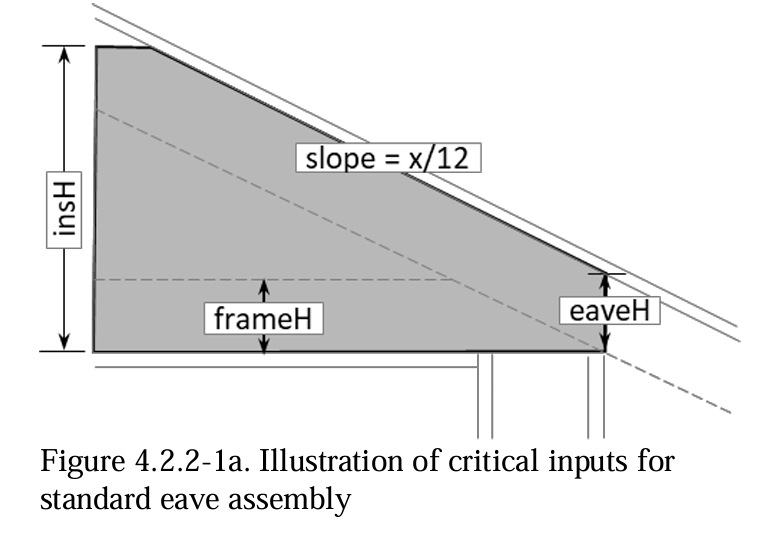 slope = x/12
insH
frameH
eaveH
Figure 4.2.2-1a. Illustration of critical inputs for
standard eave assembly